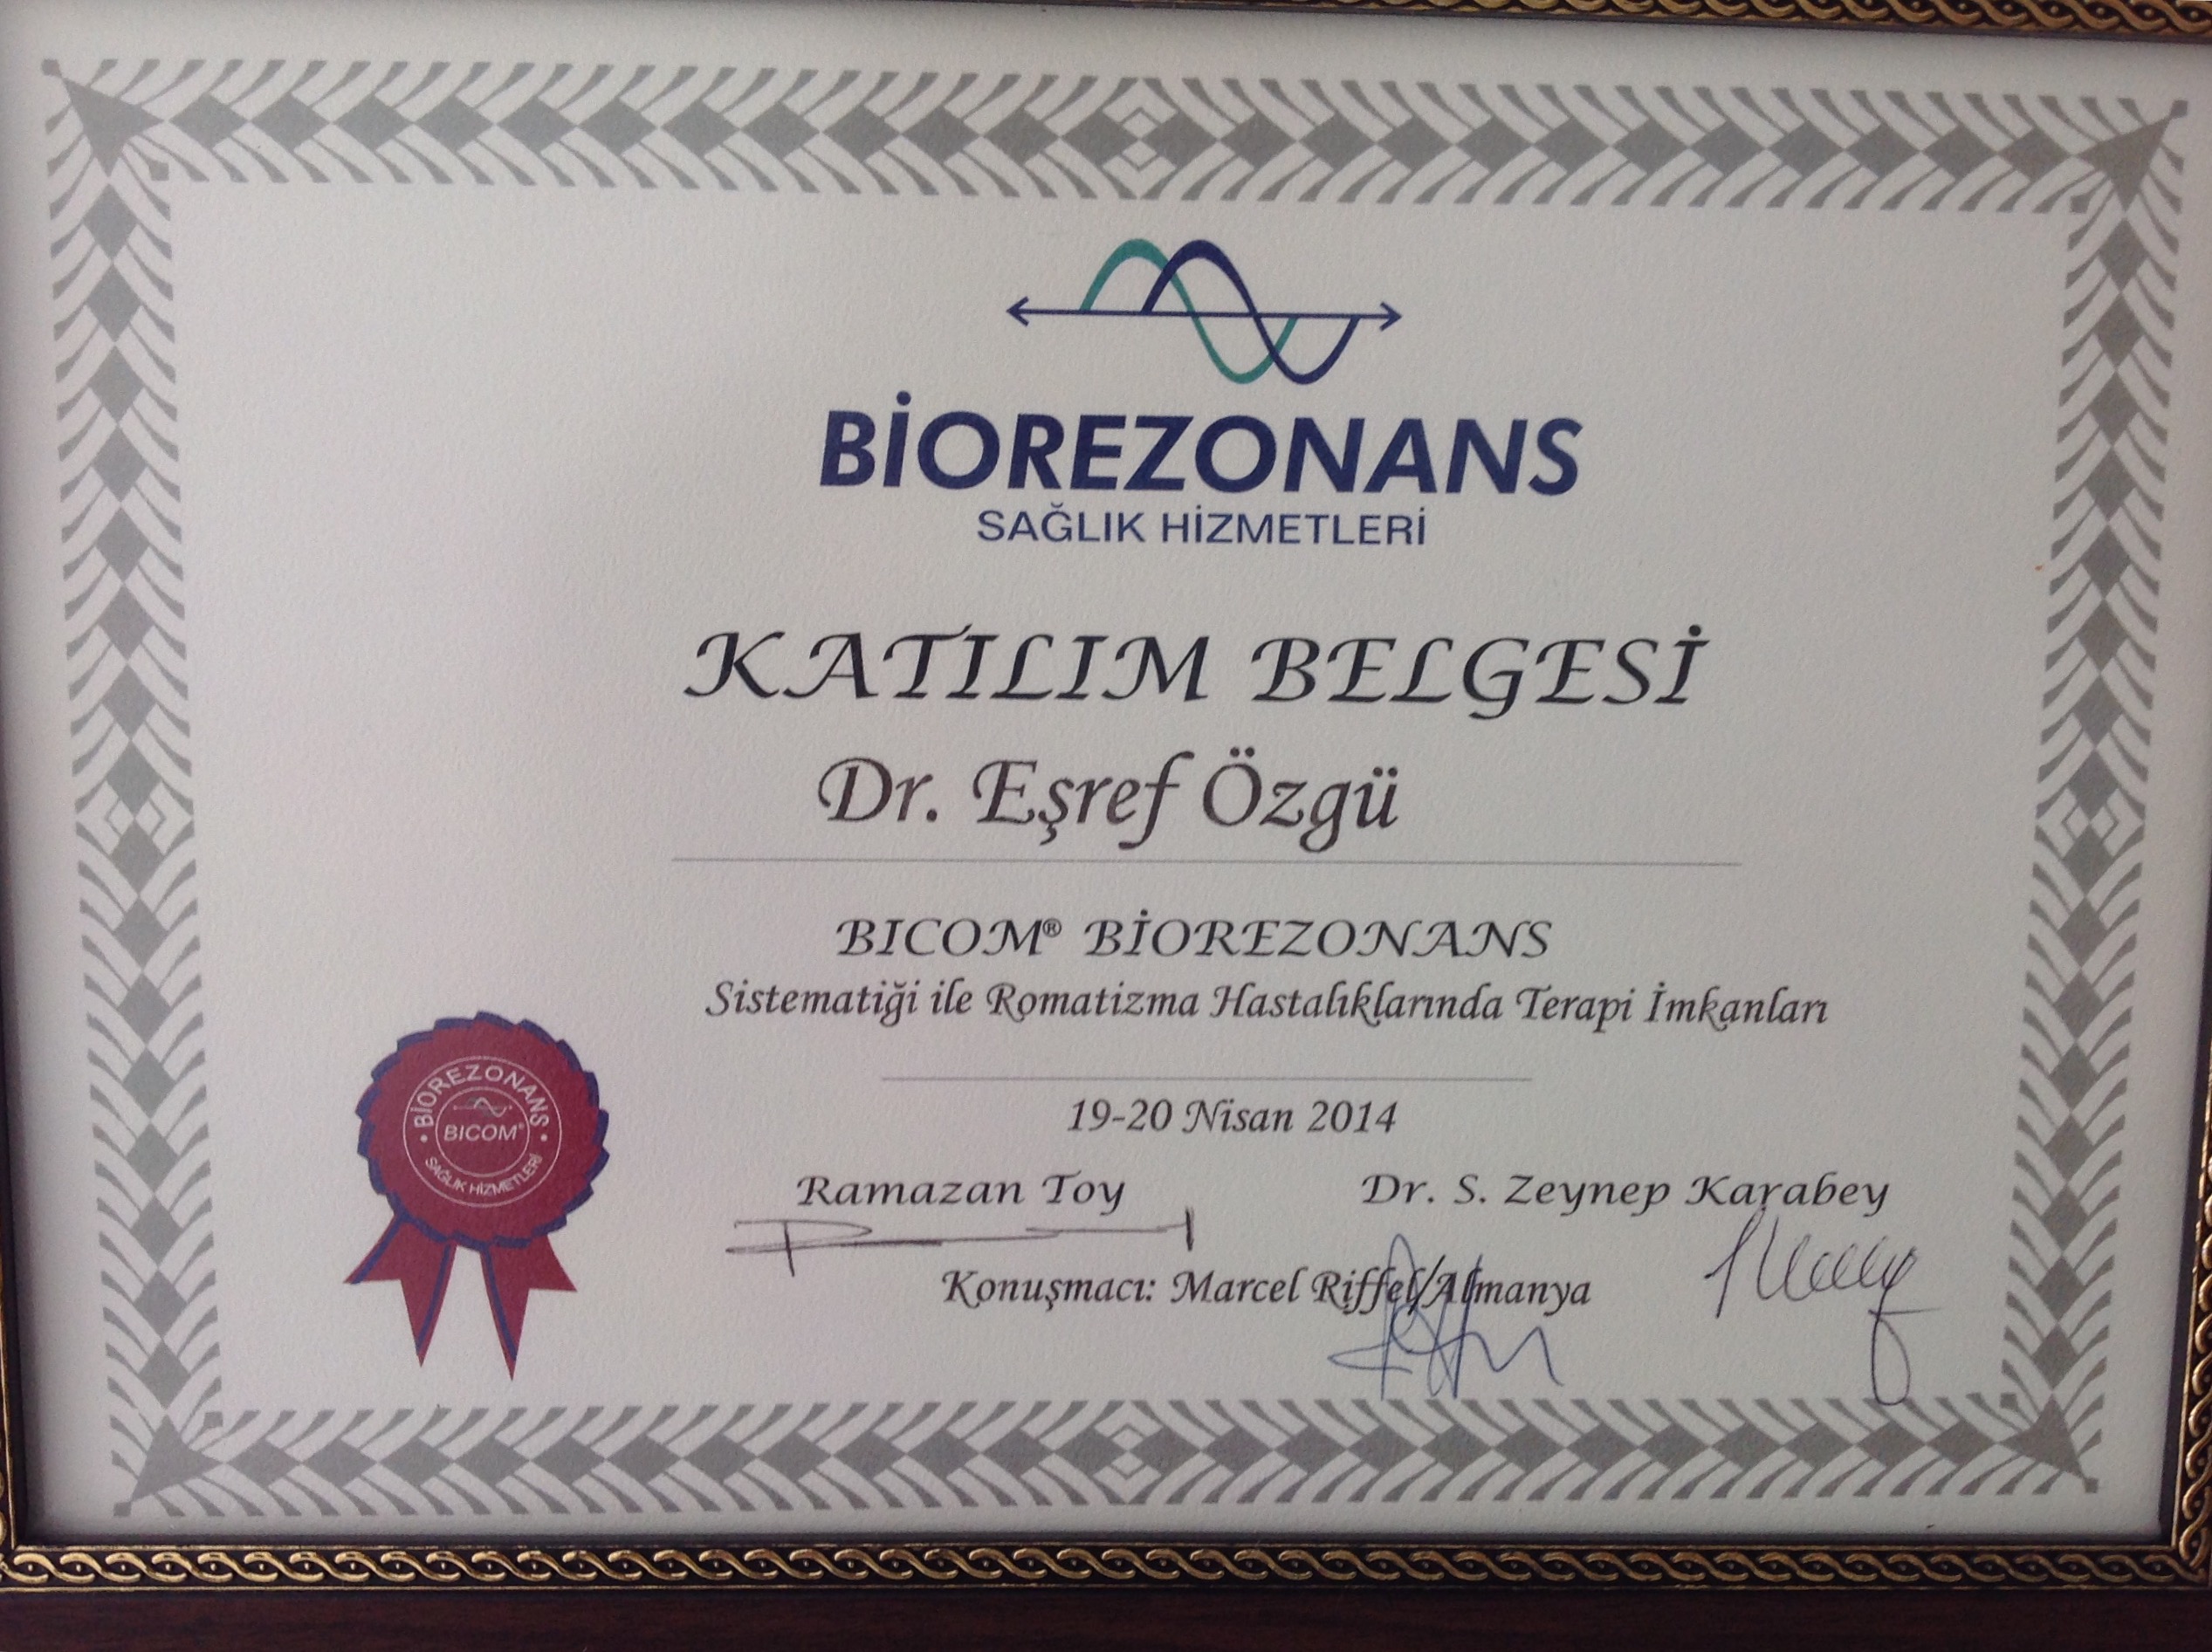 BİOREZONANS
SAĞLIK HİZMETLERİ
KATILIM BELGESİ
Dr. Eşref Özgü
BICOM® BİOREZONANS
Sistematiği ile Romatizma Hastalıklarında Terapi İmkanları
19-20 Nisan 2014
Ramazan Toy
Dr. S. Zeynep Karabey
Konuşmacı: Marcel Riffel/Almanya
BİOREZONANS
BICOM®
SAĞLIK HİZMETLERİ